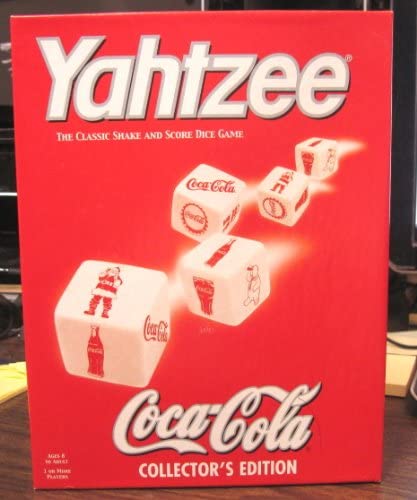 Yahtzee®
THE CLASSIC SHAKE AND SCORE DICE GAME
Coca-Cola
Coca-Cola
Coca-Cola
COLLECTOR'S EDITION
AGES 8
TO ADULT
1 OR MORE
PLAYERS